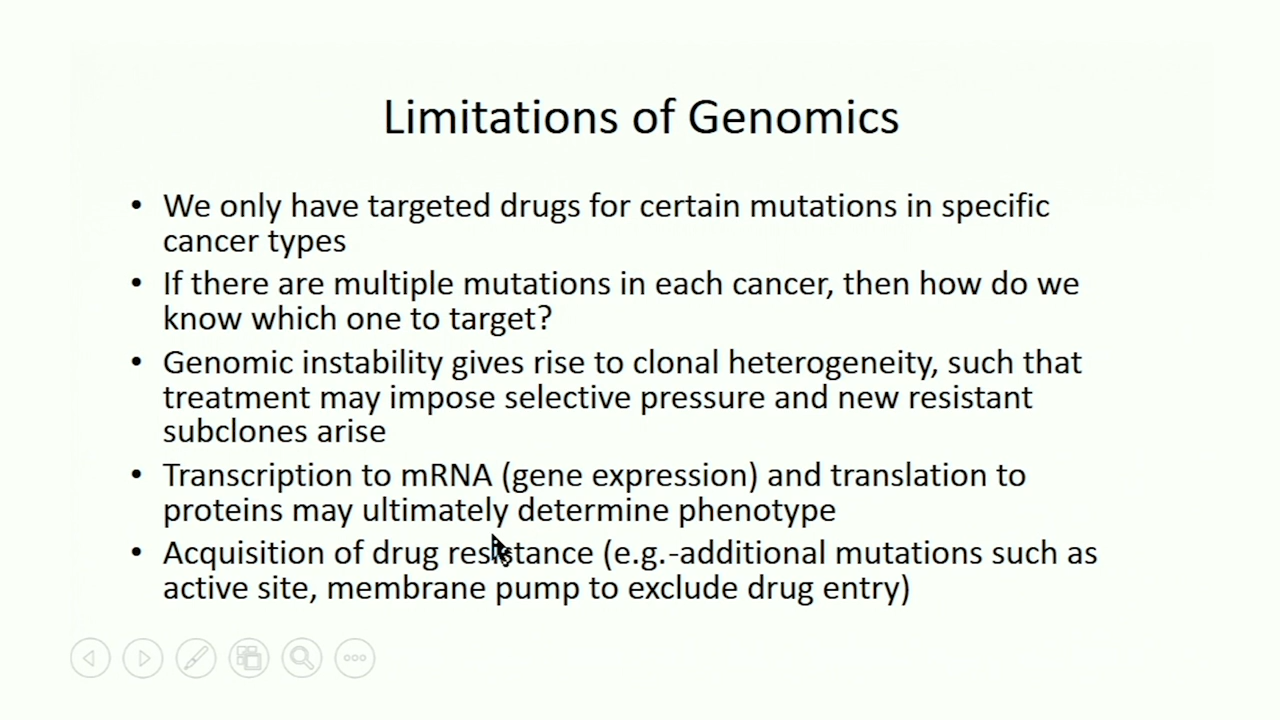 Limitations of Genomics
• We only have targeted drugs for certain mutations in specific
cancer types
• If there are multiple mutations in each cancer, then how do we
know which one to target?
• Genomic instability gives rise to clonal heterogeneity, such that
treatment may impose selective pressure and new resistant
subclones arise
• Transcription to mRNA (gene expression) and translation to
proteins may ultimately determine phenotype
• Acquisition of drug resistance (e.g.-additional mutations such as
active site, membrane pump to exclude drug entry)